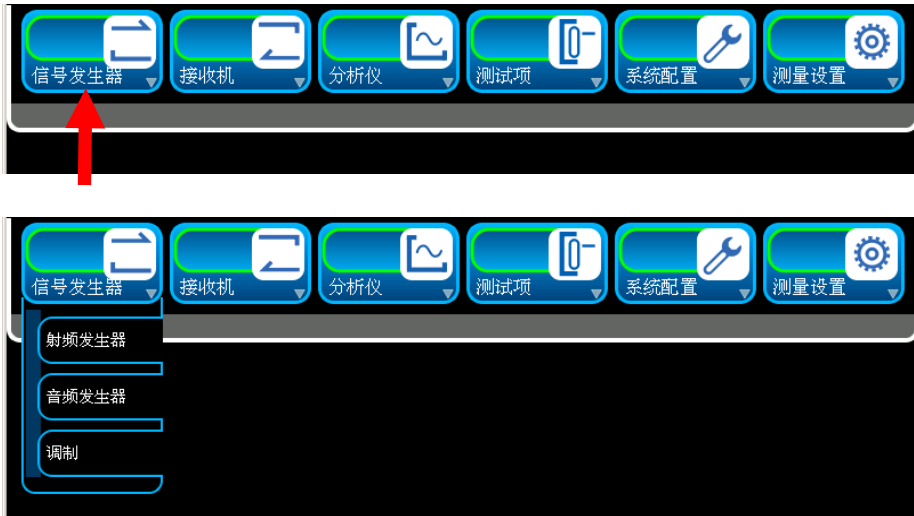 信号发生器 接收机 分析仪 测试项 系统配置 测量设置
信号发生器 接收机 分析仪 测试项 系统配置 测量设置
射频发生器
音频发生器
调制